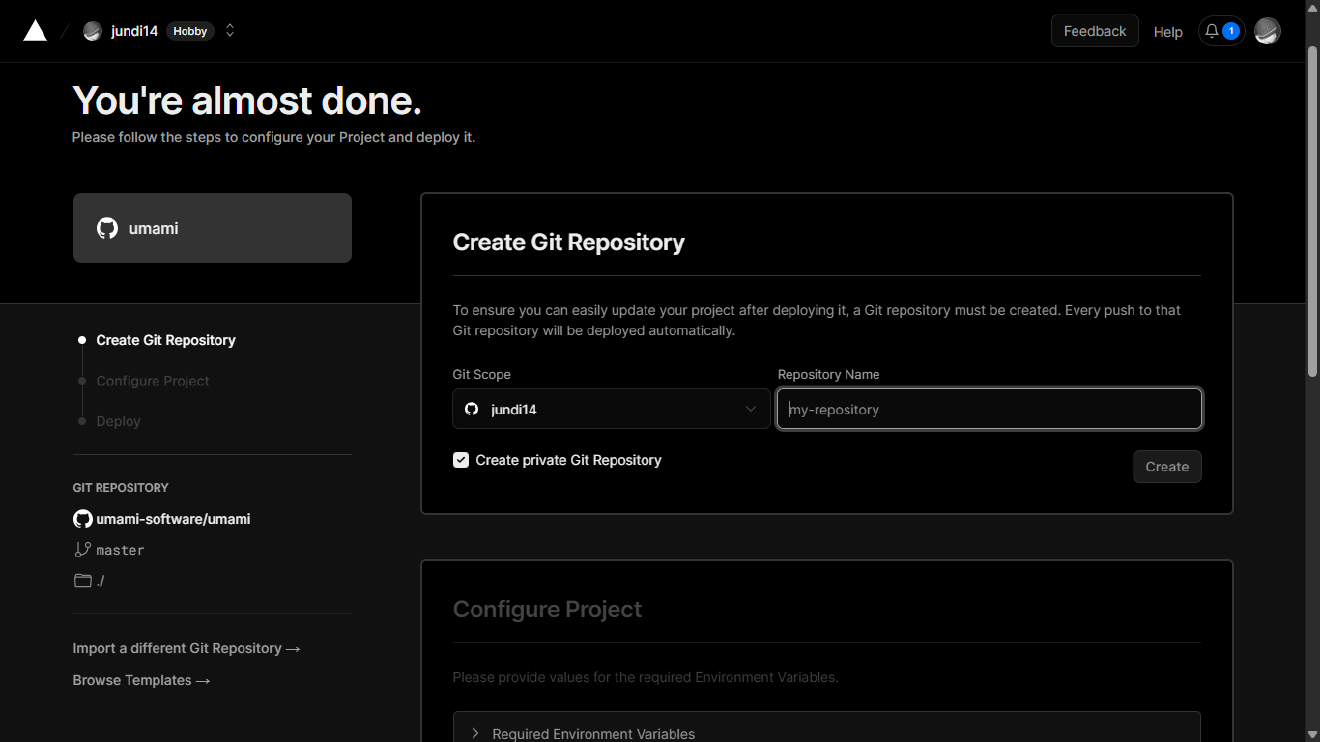 jundi14 Hobby
Feedback Help 1
You're almost done.
Please follow the steps to configure your Project and deploy it.
umami
Create Git Repository
Configure Project
Deploy
GIT REPOSITORY
umami-software/umami
master
./
Import a different Git Repository →
Browse Templates →
Create Git Repository
To ensure you can easily update your project after deploying it, a Git repository must be created. Every push to that
Git repository will be deployed automatically.
Git Scope
jundi14
Repository Name
my-repository
Create private Git Repository
Create
Configure Project
Please provide values for the required Environment Variables.
Required Environment Variables